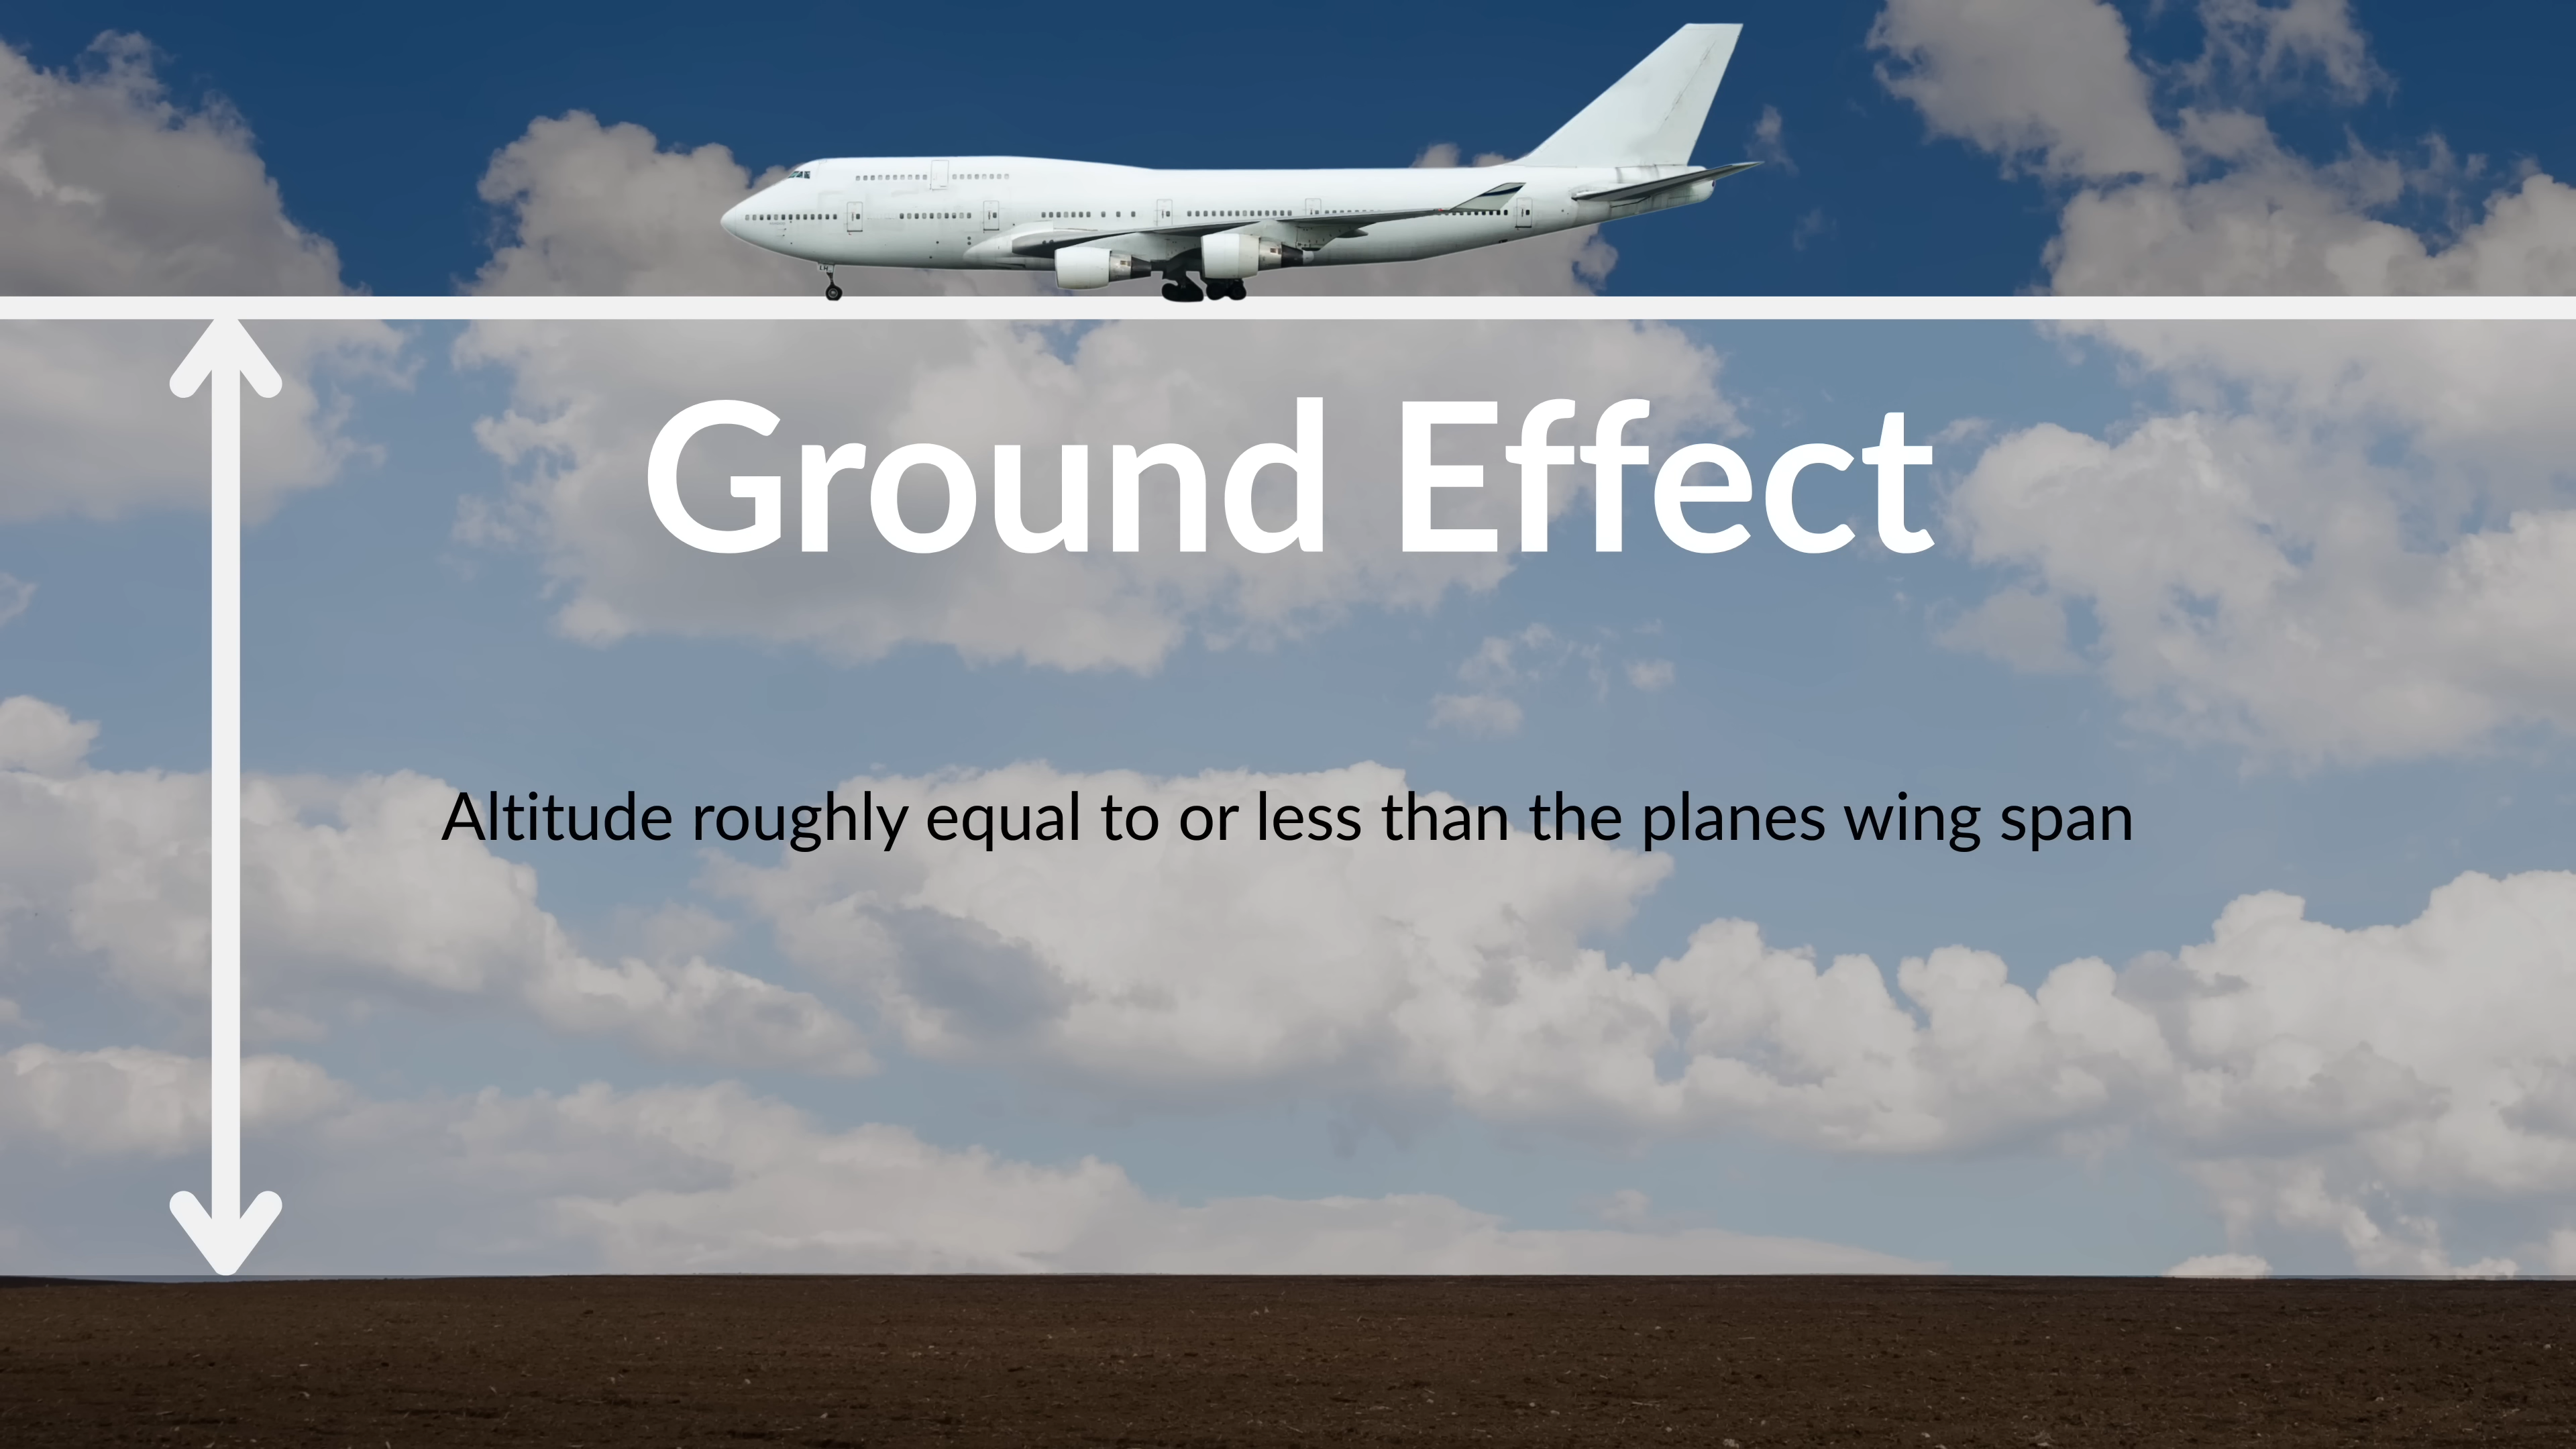 Ground Effect
Altitude roughly equal to or less than the planes wing span